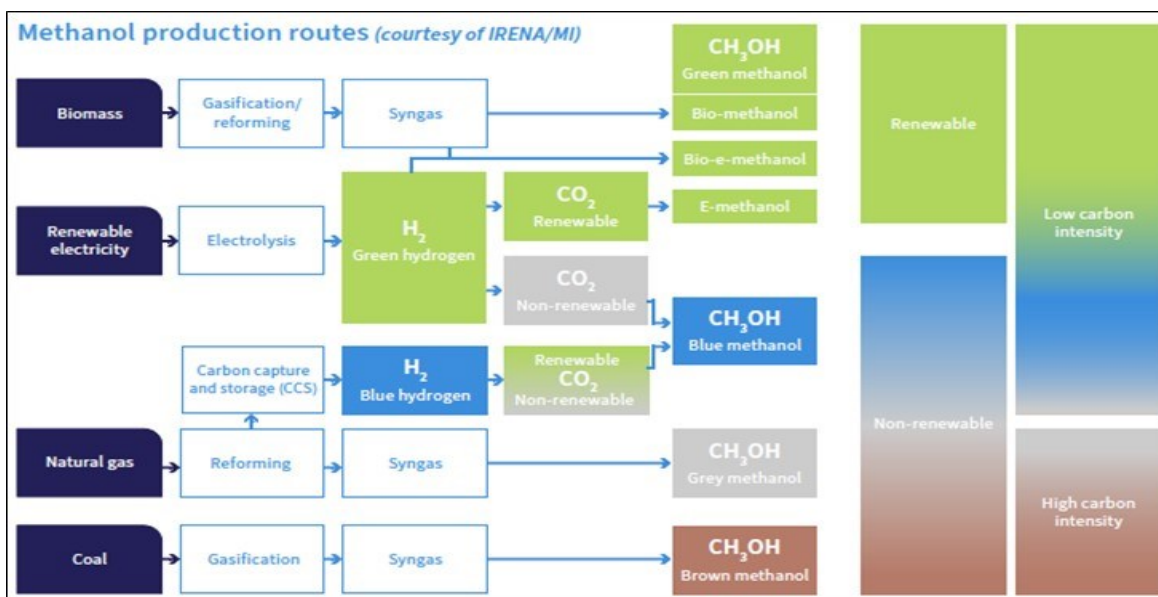 Methanol production routes (courtesy of IRENA/MI)
Biomass
Gasification/
reforming
Syngas
CH₃OH
Green methanol
Bio-methanol
Bio-e-methanol
E-methanol
Renewable
electricity
Electrolysis
H₂
Green hydrogen
CO₂
Renewable
CO₂
Non-renewable
CH₃OH
Blue methanol
Carbon capture
and storage (CCS)
H₂
Blue hydrogen
Renewable
CO₂
Non-renewable
Natural gas
Reforming
Syngas
CH₃OH
Grey methanol
Coal
Gasification
Syngas
CH₃OH
Brown methanol
Renewable
Non-renewable
Low carbon
intensity
High carbon
intensity